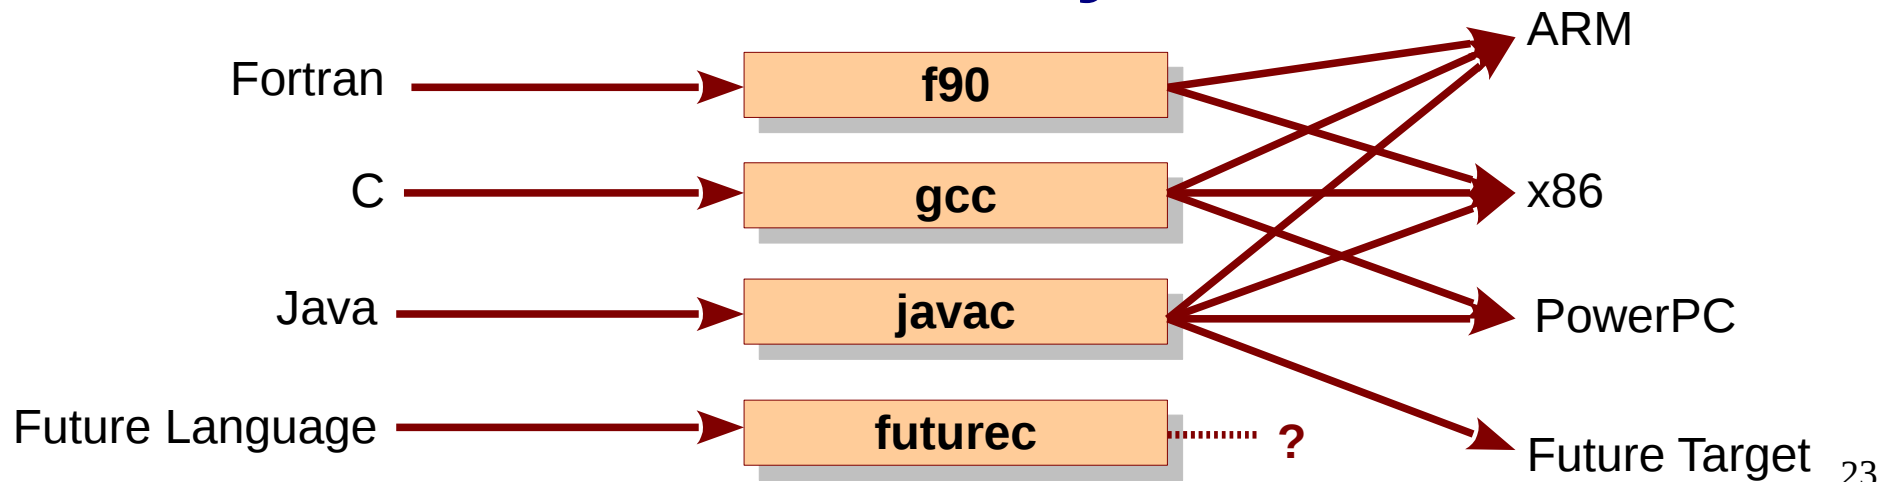 Fortran f90 ARM
C gcc x86
Java javac PowerPC
Future Language futurec ? Future Target
23